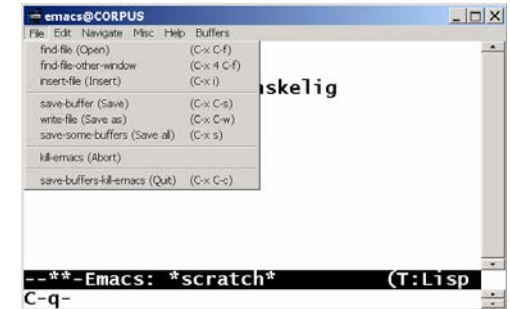 emacs@CORPUS
File Edit Navigate Misc Help Buffers
find-file (Open) (C-x C-f)
find-file-other-window (C-x 4 C-f)
insert-file (Insert) (C-x i)
save-buffer (Save) (C-x C-s)
write-file (Save as) (C-x C-w)
save-some-buffers (Save all) (C-x s)
kill-emacs (Abort)
save-buffers-kill-emacs (Quit) (C-x C-c)
nskelig
--**-Emacs: *scratch* (T:Lisp
C-q-